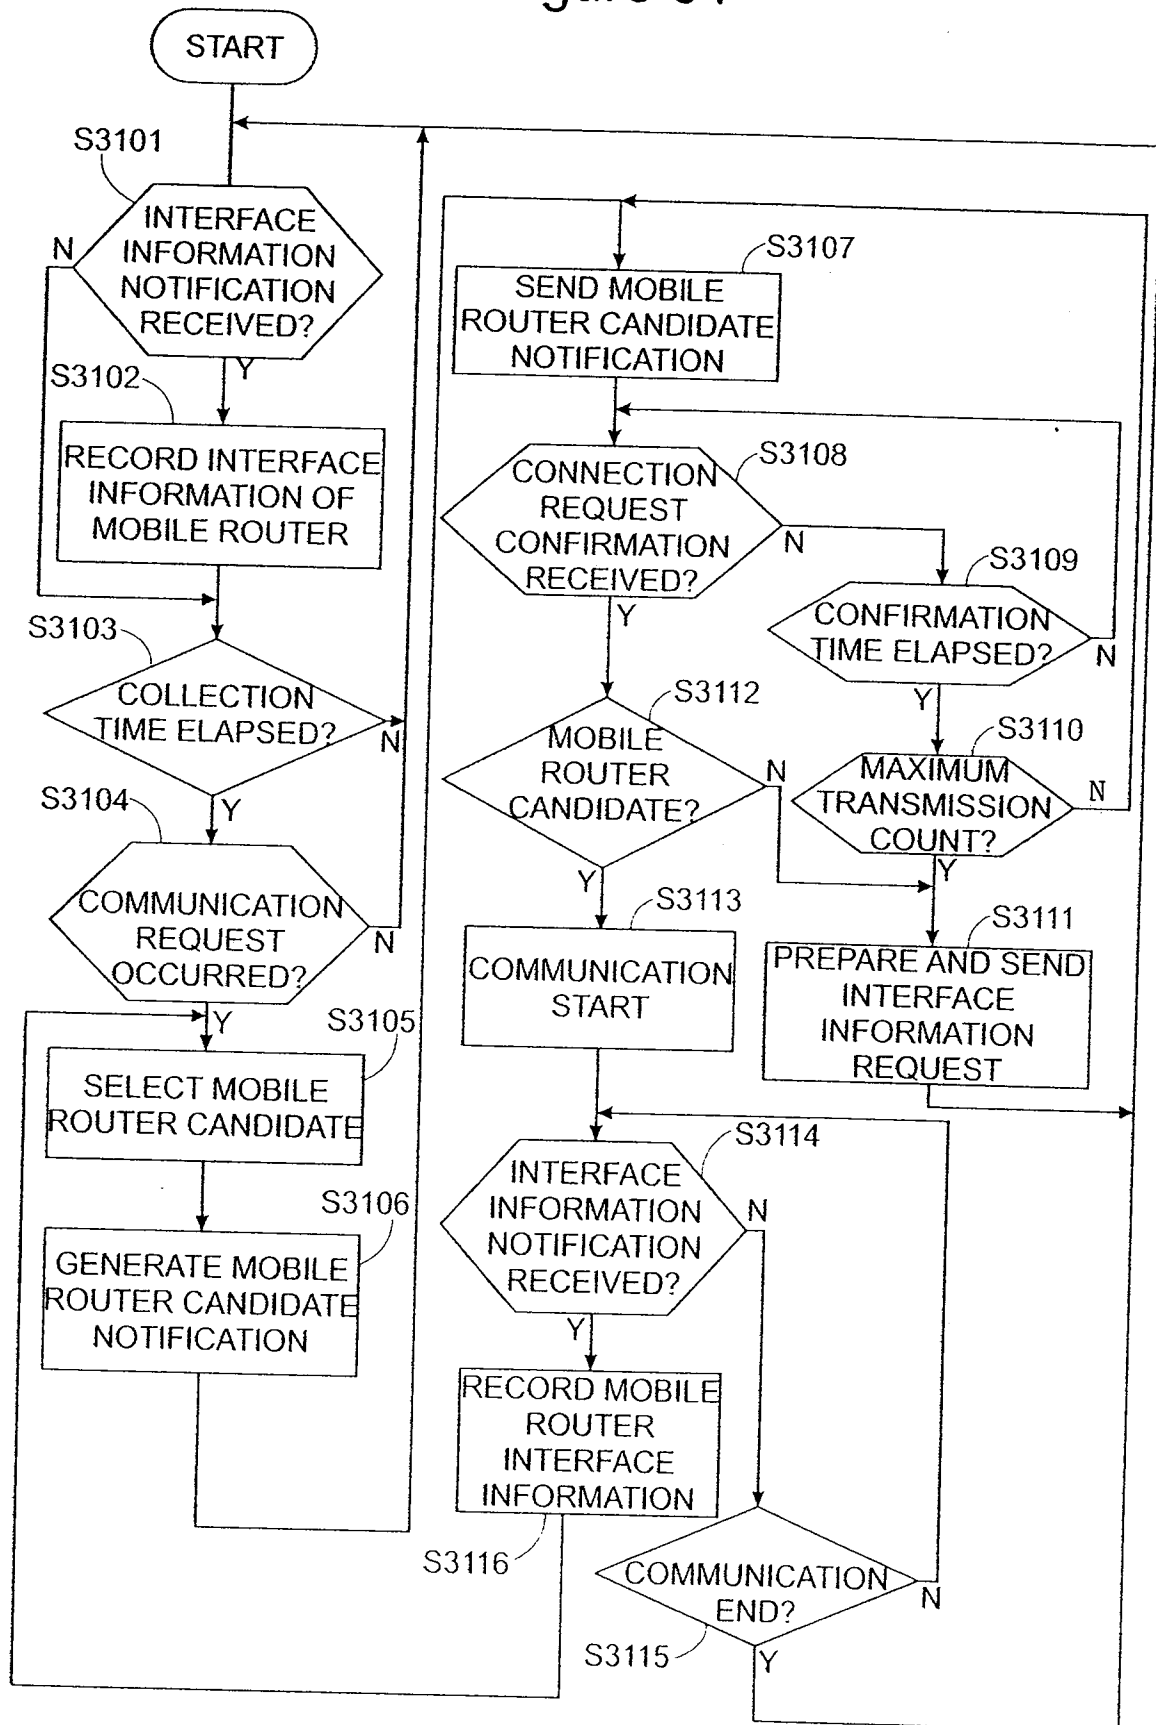 START
S3101
INTERFACE
INFORMATION
NOTIFICATION
RECEIVED?
N
Y
S3102
RECORD INTERFACE
INFORMATION OF
MOBILE ROUTER
S3103
COLLECTION
TIME ELAPSED?
N
Y
S3104
COMMUNICATION
REQUEST
OCCURRED?
N
Y
S3105
SELECT MOBILE
ROUTER CANDIDATE
S3106
GENERATE MOBILE
ROUTER CANDIDATE
NOTIFICATION
S3107
SEND MOBILE
ROUTER CANDIDATE
NOTIFICATION
S3108
CONNECTION
REQUEST
CONFIRMATION
RECEIVED?
N
Y
S3109
CONFIRMATION
TIME ELAPSED?
N
Y
S3110
MAXIMUM
TRANSMISSION
COUNT?
N
Y
S3111
PREPARE AND SEND
INTERFACE
INFORMATION
REQUEST
S3112
MOBILE
ROUTER
CANDIDATE?
N
Y
S3113
COMMUNICATION
START
S3114
INTERFACE
INFORMATION
NOTIFICATION
RECEIVED?
N
Y
RECORD MOBILE
ROUTER
INTERFACE
INFORMATION
S3116
COMMUNICATION
END?
N
S3115
Y